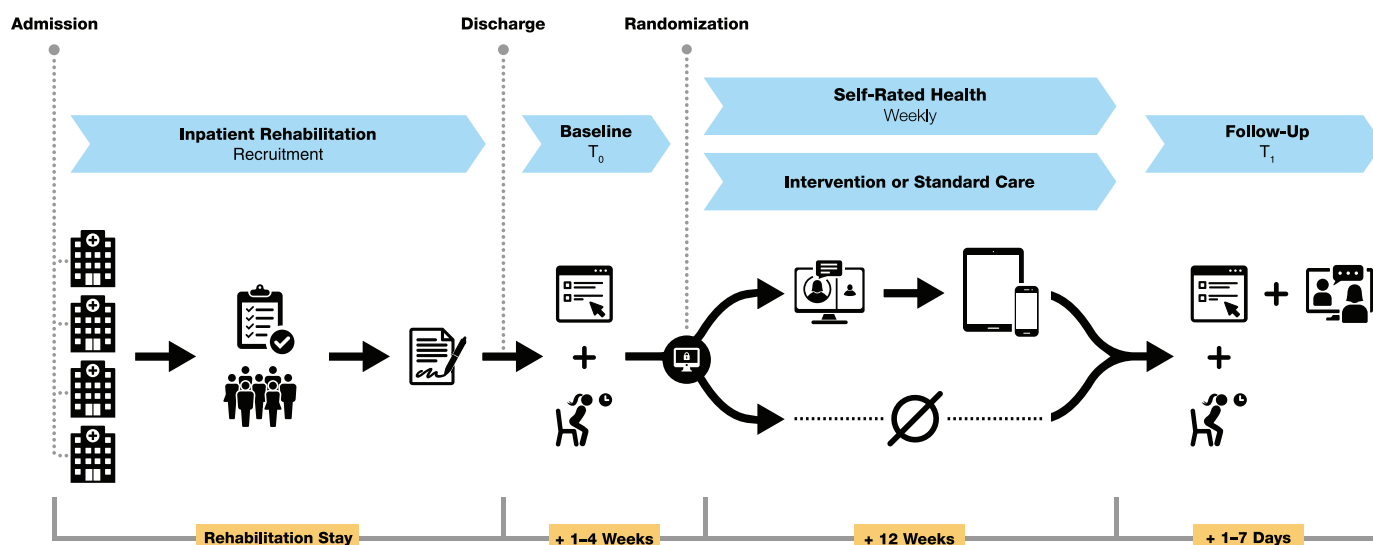 Admission
Discharge
Randomization
Inpatient Rehabilitation
Recruitment
Baseline
T0
Self-Rated Health
Weekly
Intervention or Standard Care
Follow-Up
T1
Rehabilitation Stay
+ 1–4 Weeks
+ 12 Weeks
+ 1–7 Days